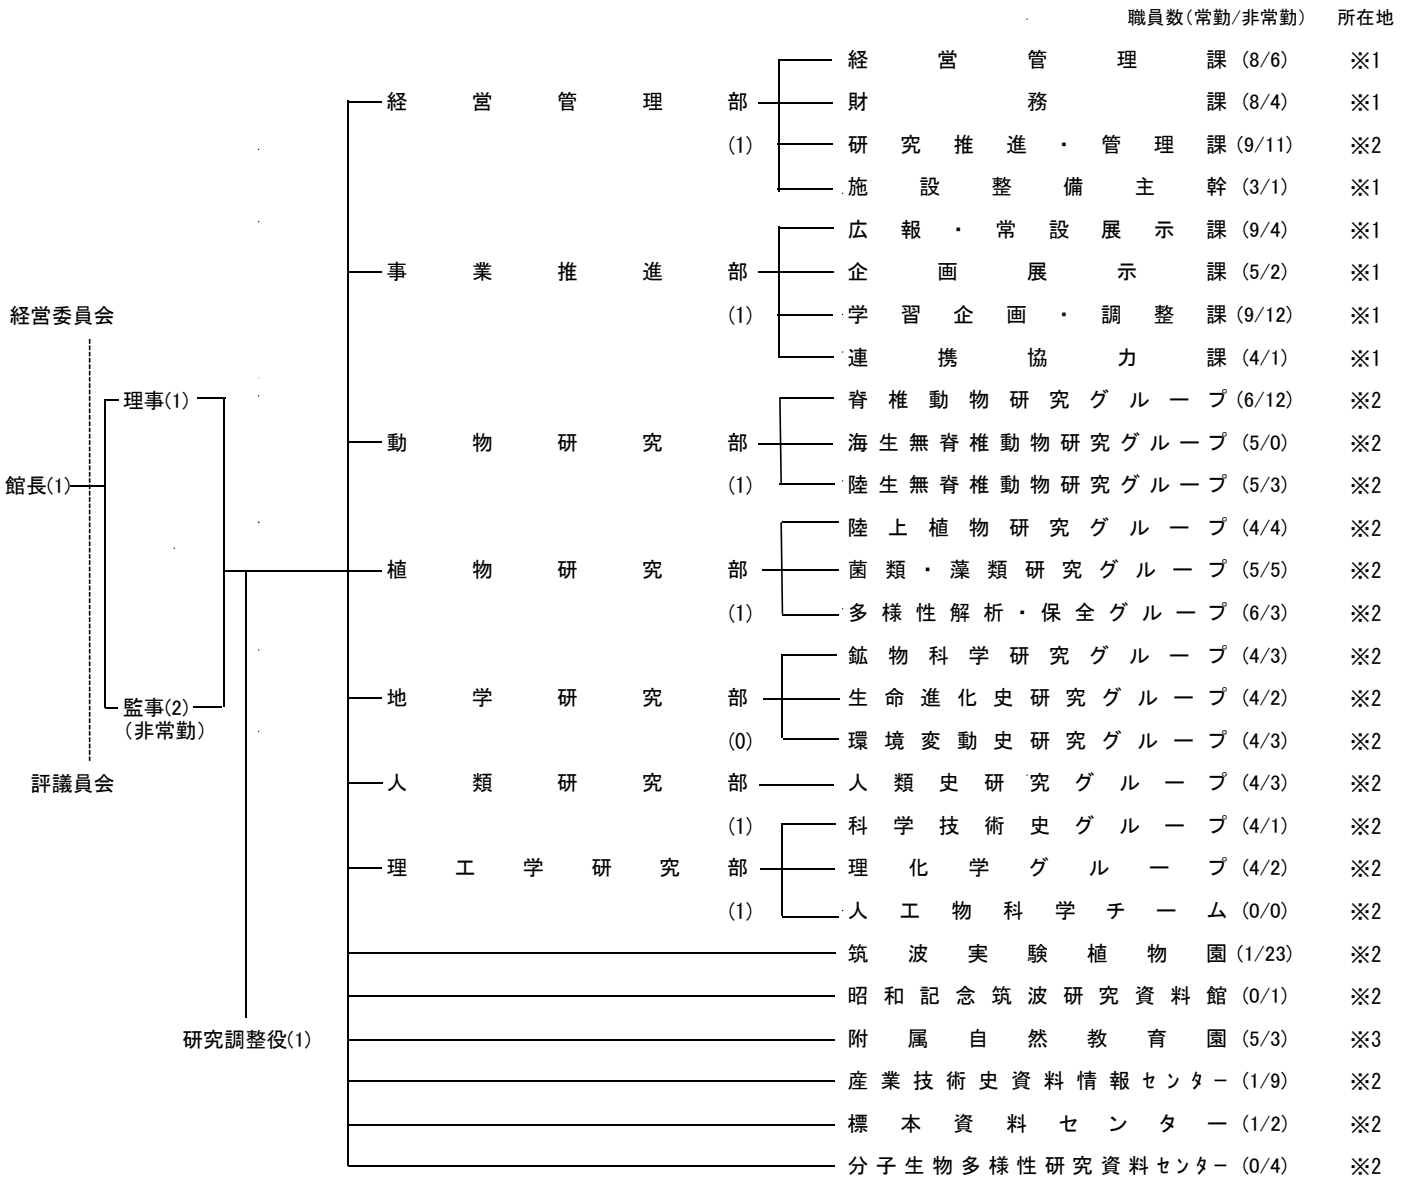 職員数(常勤/非常勤) 所在地
経営管理課 (8/6) ※1
経営管理部 財務課 (8/4) ※1
(1) 研究推進・管理課 (9/11) ※2
施設整備主幹 (3/1) ※1
広報・常設展示課 (9/4) ※1
事業推進部 企画展示課 (5/2) ※1
経営委員会 (1) 学習企画・調整課 (9/12) ※1
連携協力課 (4/1) ※1
理事(1) 脊椎動物研究グループ (6/12) ※2
動物研究部 海生無脊椎動物研究グループ (5/0) ※2
館長(1) (1) 陸生無脊椎動物研究グループ (5/3) ※2
陸上植物研究グループ (4/4) ※2
植物研究部 菌類・藻類研究グループ (5/5) ※2
(1) 多様性解析・保全グループ (6/3) ※2
鉱物科学研究グループ (4/3) ※2
監事(2) 地学研究部 生命進化史研究グループ (4/2) ※2
(非常勤) (0) 環境変動史研究グループ (4/3) ※2
評議員会 人類研究部 人類史研究グループ (4/3) ※2
(1) 科学技術史グループ (4/1) ※2
理工学研究部 理化学グループ (4/2) ※2
(1) 人工物科学チーム (0/0) ※2
筑波実験植物園 (1/23) ※2
昭和記念筑波研究資料館 (0/1) ※2
研究調整役(1) 附属自然教育園 (5/3) ※3
産業技術史資料情報センター (1/9) ※2
標本資料センター (1/2) ※2
分子生物多様性研究資料センター (0/4) ※2